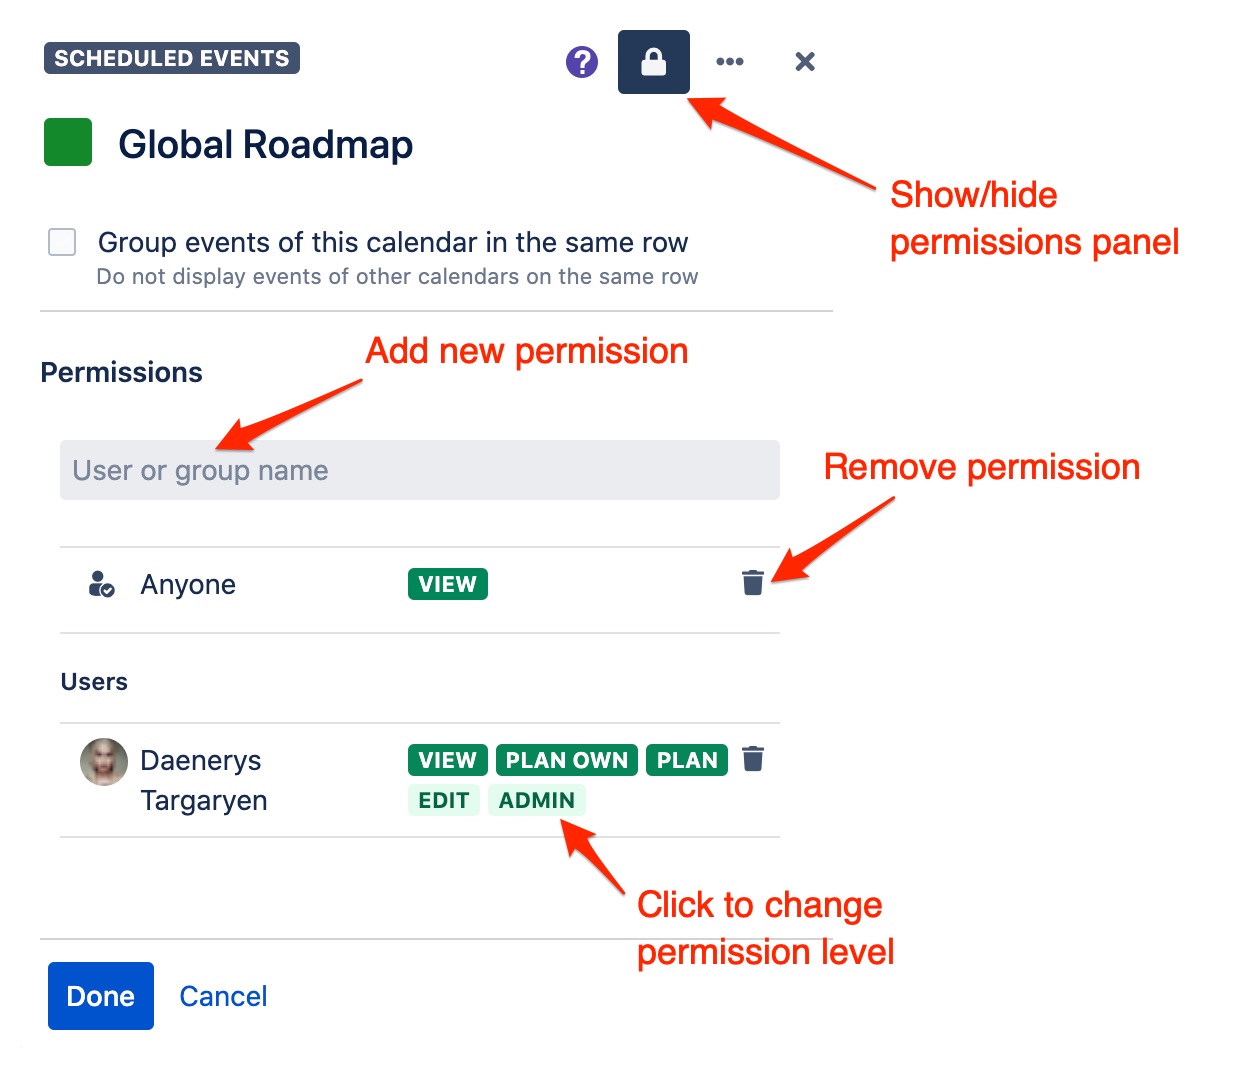 SCHEDULED EVENTS
?
Global Roadmap
Show/hide
permissions panel
Group events of this calendar in the same row
Do not display events of other calendars on the same row
Add new permission
Permissions
User or group name
Remove permission
Anyone VIEW
Users
Daenerys VIEW PLAN OWN PLAN
Targaryen EDIT ADMIN
Click to change
permission level
Done Cancel